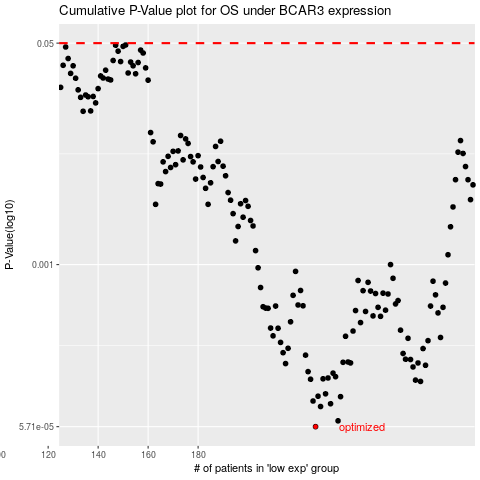 Cumulative P-Value plot for OS under BCAR3 expression
0.05
0.001
5.71e-05
P-Value(log10)
optimized
00 120 140 160 180
# of patients in 'low exp' group